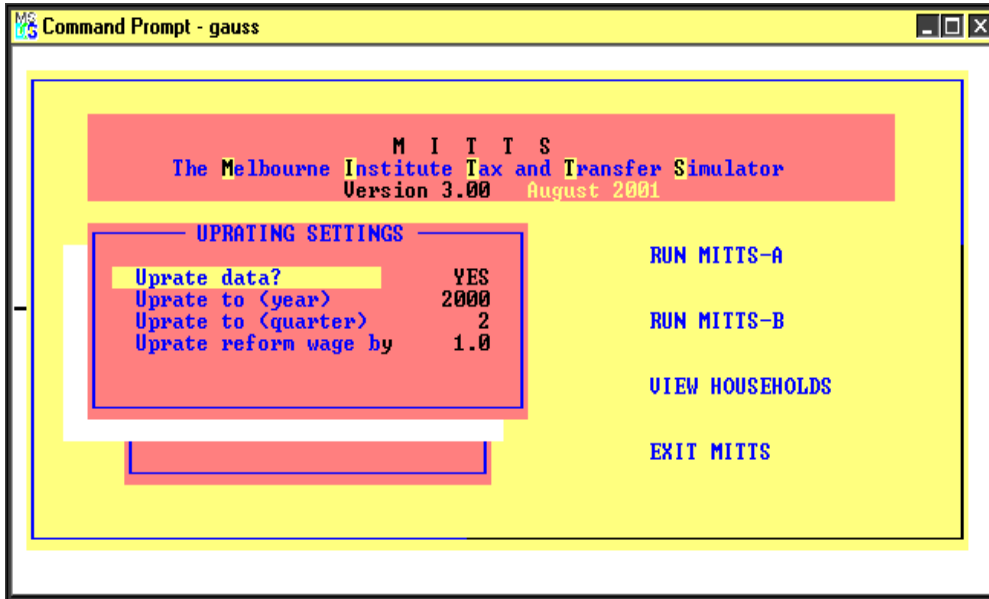 Command Prompt - gauss
M I T T S
The Melbourne Institute Tax and Transfer Simulator
Version 3.00 August 2001
UPRATING SETTINGS
Uprate data? YES
Uprate to (year) 2000
Uprate to (quarter) 2
Uprate reform wage by 1.0
RUN MITTS-A
RUN MITTS-B
VIEW HOUSEHOLDS
EXIT MITTS